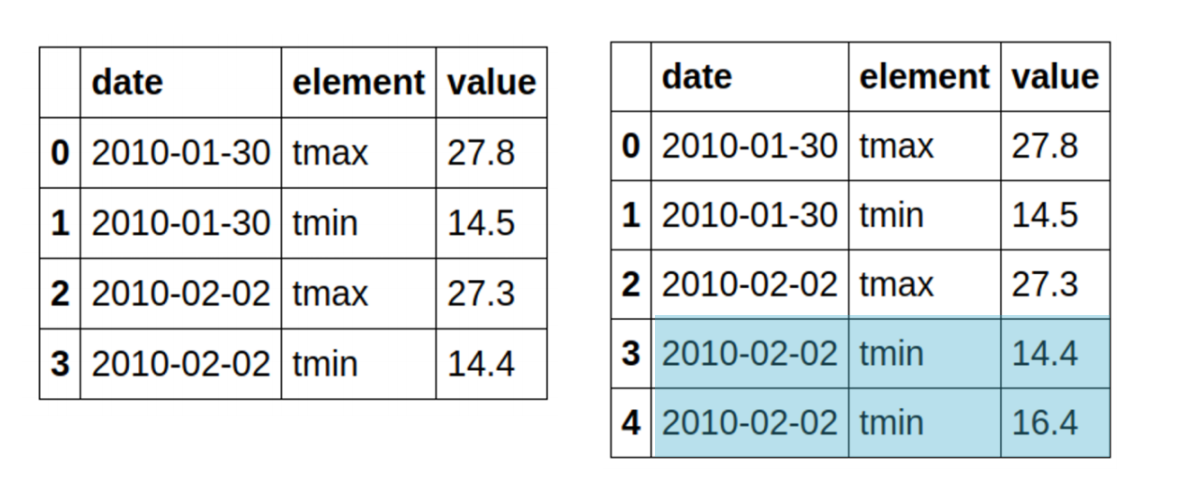 date element value
0 2010-01-30 tmax 27.8
1 2010-01-30 tmin 14.5
2 2010-02-02 tmax 27.3
3 2010-02-02 tmin 14.4
date element value
0 2010-01-30 tmax 27.8
1 2010-01-30 tmin 14.5
2 2010-02-02 tmax 27.3
3 2010-02-02 tmin 14.4
4 2010-02-02 tmin 16.4